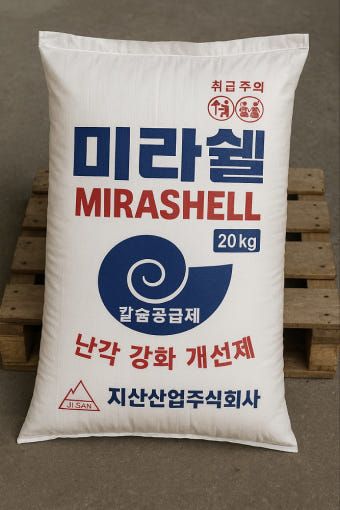 취급 주의
미라쉘
MIRASHELL
20kg
칼슘공급제
난각 강화 개선제
JI SAN
지산산업주식회사